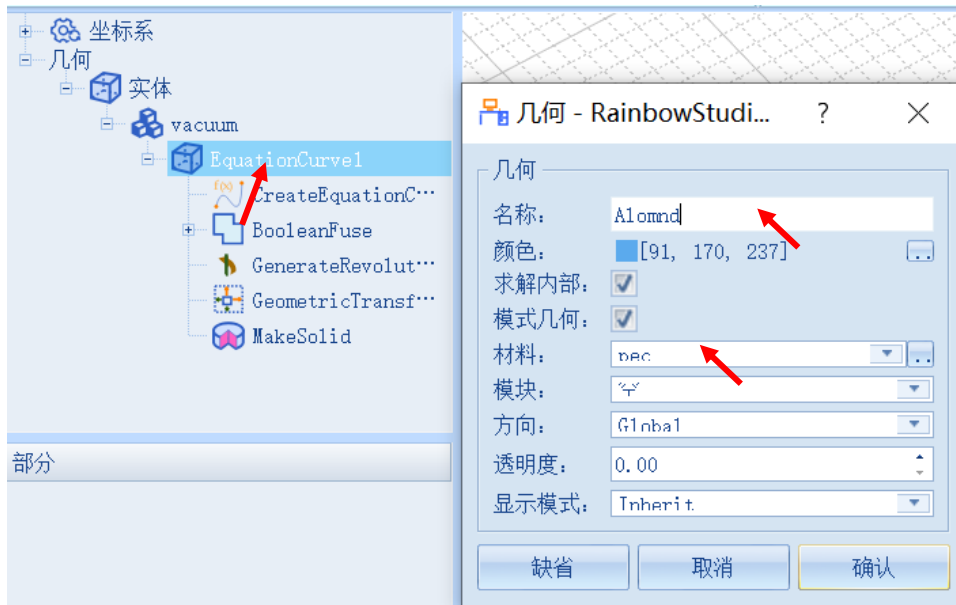 坐标系
几何
实体
vacuum
EquationCurve1
CreateEquationC···
BooleanFuse
GenerateRevolut···
GeometricTransf···
MakeSolid
部分
几何 - RainbowStudi... ?
几何
名称： Alomnd
颜色： [91, 170, 237]
求解内部：
模式几何：
材料： pec
模块：
方向： Global
透明度： 0.00
显示模式： Inherit
缺省 取消 确认